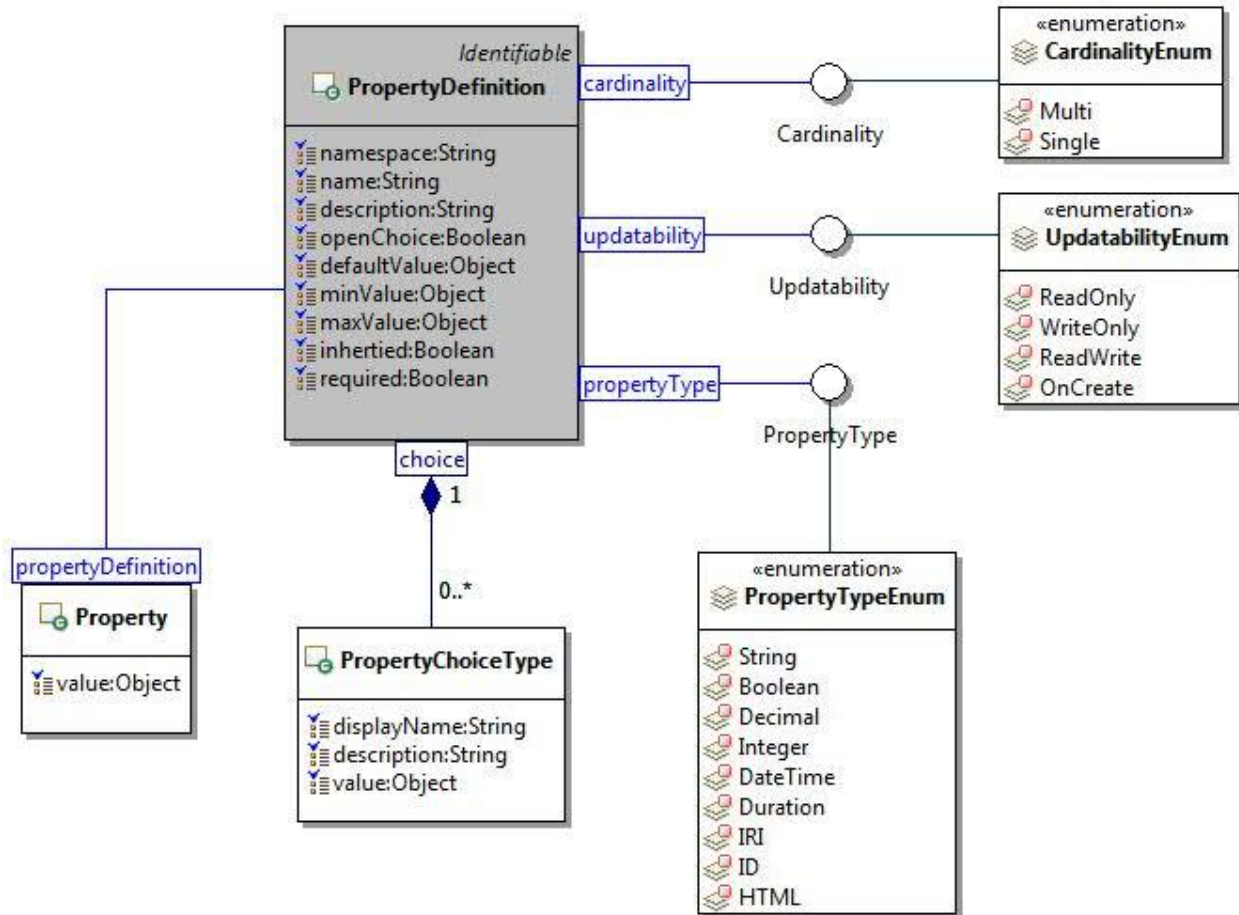 Identifiable
PropertyDefinition
namespace:String
name:String
description:String
openChoice:Boolean
defaultValue:Object
minValue:Object
maxValue:Object
inhertied:Boolean
required:Boolean
cardinality
Cardinality
«enumeration»
CardinalityEnum
Multi
Single
updatability
Updatability
«enumeration»
UpdatabilityEnum
ReadOnly
WriteOnly
ReadWrite
OnCreate
propertyType
PropertyType
choice
1
0..*
propertyDefinition
Property
value:Object
PropertyChoiceType
displayName:String
description:String
value:Object
«enumeration»
PropertyTypeEnum
String
Boolean
Decimal
Integer
DateTime
Duration
IRI
ID
HTML